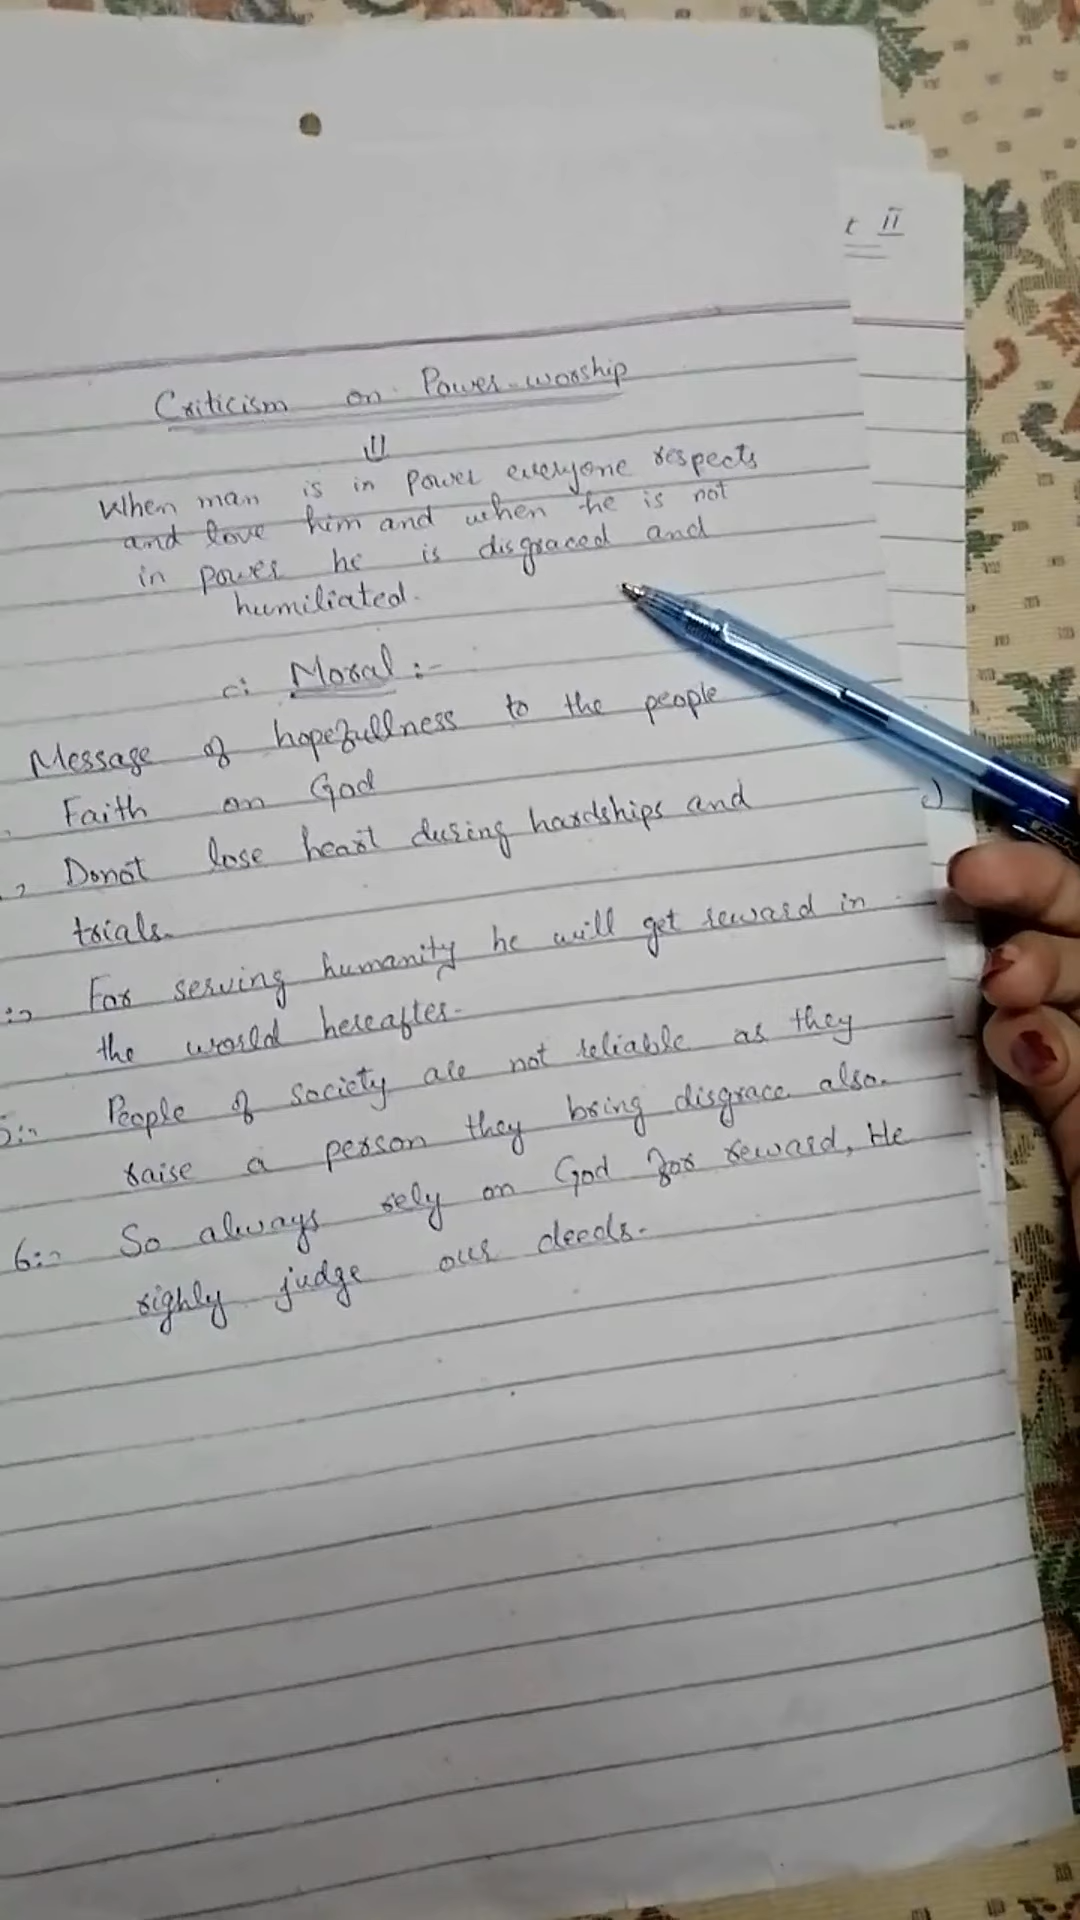 t II
Criticism on Power-worship
When man is in power everyone respects
and love him and when he is not
in power he is disgraced and
humiliated.
c: Moral :-
Message of hopefullness to the people
Faith on God
Donot lose heart during hardships and
trials.
For serving humanity he will get reward in
the world hereafter.
5:- People of society are not reliable as they
raise a person they bring disgrace also.
6:- So always rely on God for reward, He
righly judge our deeds.